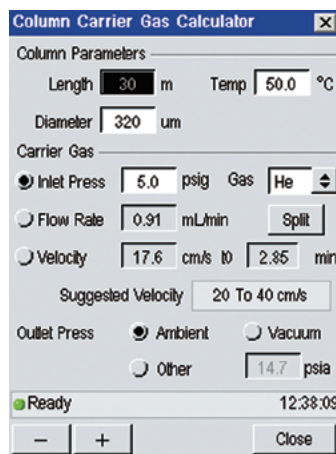 Column Carrier Gas Calculator
Column Parameters
Length 30 m Temp 50.0 °C
Diameter 320 um
Carrier Gas
Inlet Press 5.0 psig Gas He
Flow Rate 0.91 mL/min Split
Velocity 17.6 cm/s t0 2.85 min
Suggested Velocity 20 To 40 cm/s
Outlet Press Ambient Vacuum
Other 14.7 psia
Ready 12:38:09
− + Close